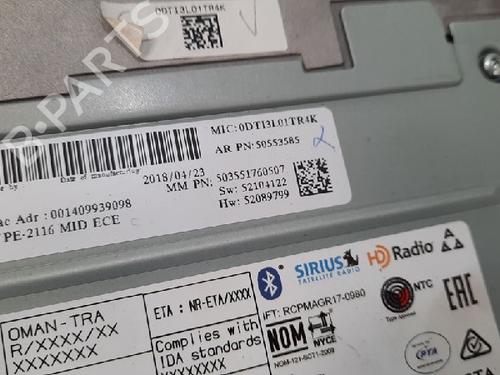 0DTI3L01TR4K
MIC:0DTI3L01TR4K
AR PN: 50553585
Date of manufacturing
2018/04/23
MM PN: 503551760507
Sw: 52104122
Hw: 52089799
ac Adr : 001409939098
PE-2116 MID ECE
OMAN-TRA
R/XXXX/XX
XXXXXXX
ETA : NR-ETA/XXXX
Complies with
IDA standards
XXXXXXXX
SIRIUS
SATELLITE RADIO
HD Radio
IFT: RCPMAGR17-0980
NOM
NYCE
NOM-121-SCT1-2009
NTC
Type Approved
EAC
B-Parts